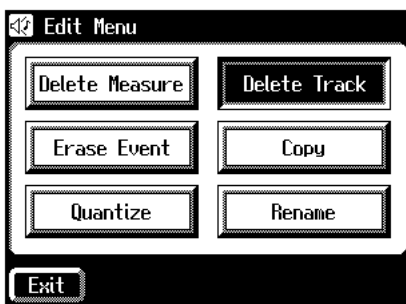 Edit Menu
Delete Measure
Delete Track
Erase Event
Copy
Quantize
Rename
Exit